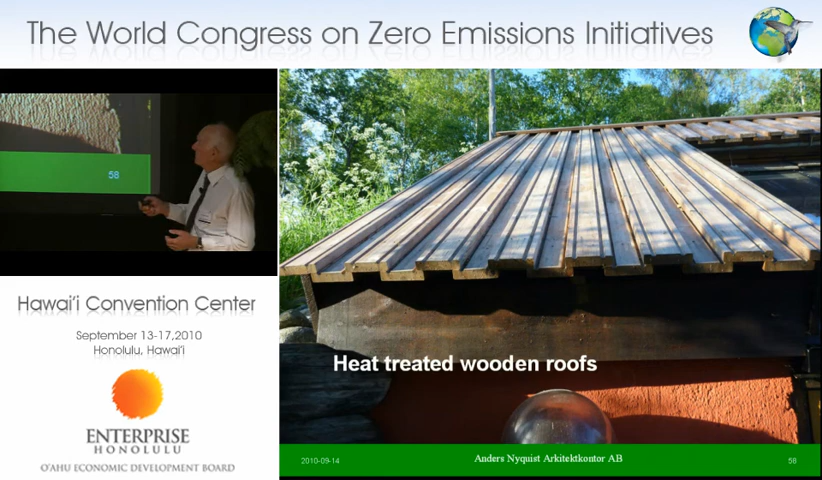 The World Congress on Zero Emissions Initiatives
58
Hawai'i Convention Center
September 13-17,2010
Honolulu, Hawai'i
ENTERPRISE
HONOLULU
O'AHU ECONOMIC DEVELOPMENT BOARD
Heat treated wooden roofs
2010-09-14
Anders Nyquist Arkitektkontor AB
58